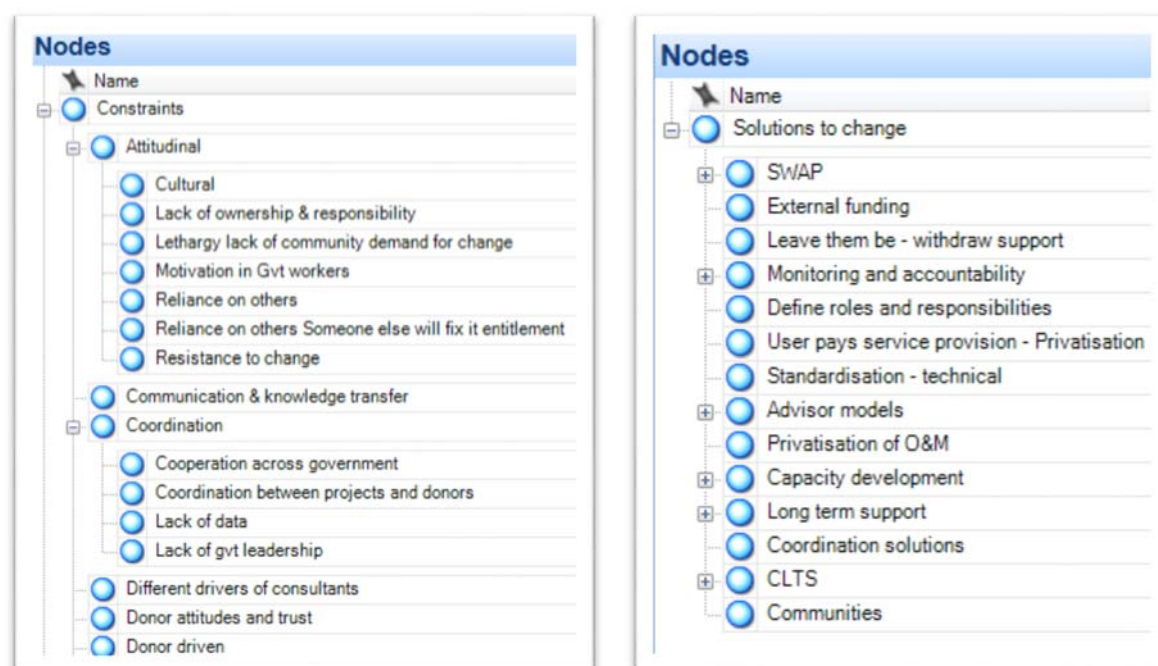 Nodes
Name
Constraints
Attitudinal
Cultural
Lack of ownership & responsibility
Lethargy lack of community demand for change
Motivation in Gvt workers
Reliance on others
Reliance on others Someone else will fix it entitlement
Resistance to change
Communication & knowledge transfer
Coordination
Cooperation across government
Coordination between projects and donors
Lack of data
Lack of gvt leadership
Different drivers of consultants
Donor attitudes and trust
Donor driven
Nodes
Name
Solutions to change
SWAP
External funding
Leave them be - withdraw support
Monitoring and accountability
Define roles and responsibilities
User pays service provision - Privatisation
Standardisation - technical
Advisor models
Privatisation of O&M
Capacity development
Long term support
Coordination solutions
CLTS
Communities